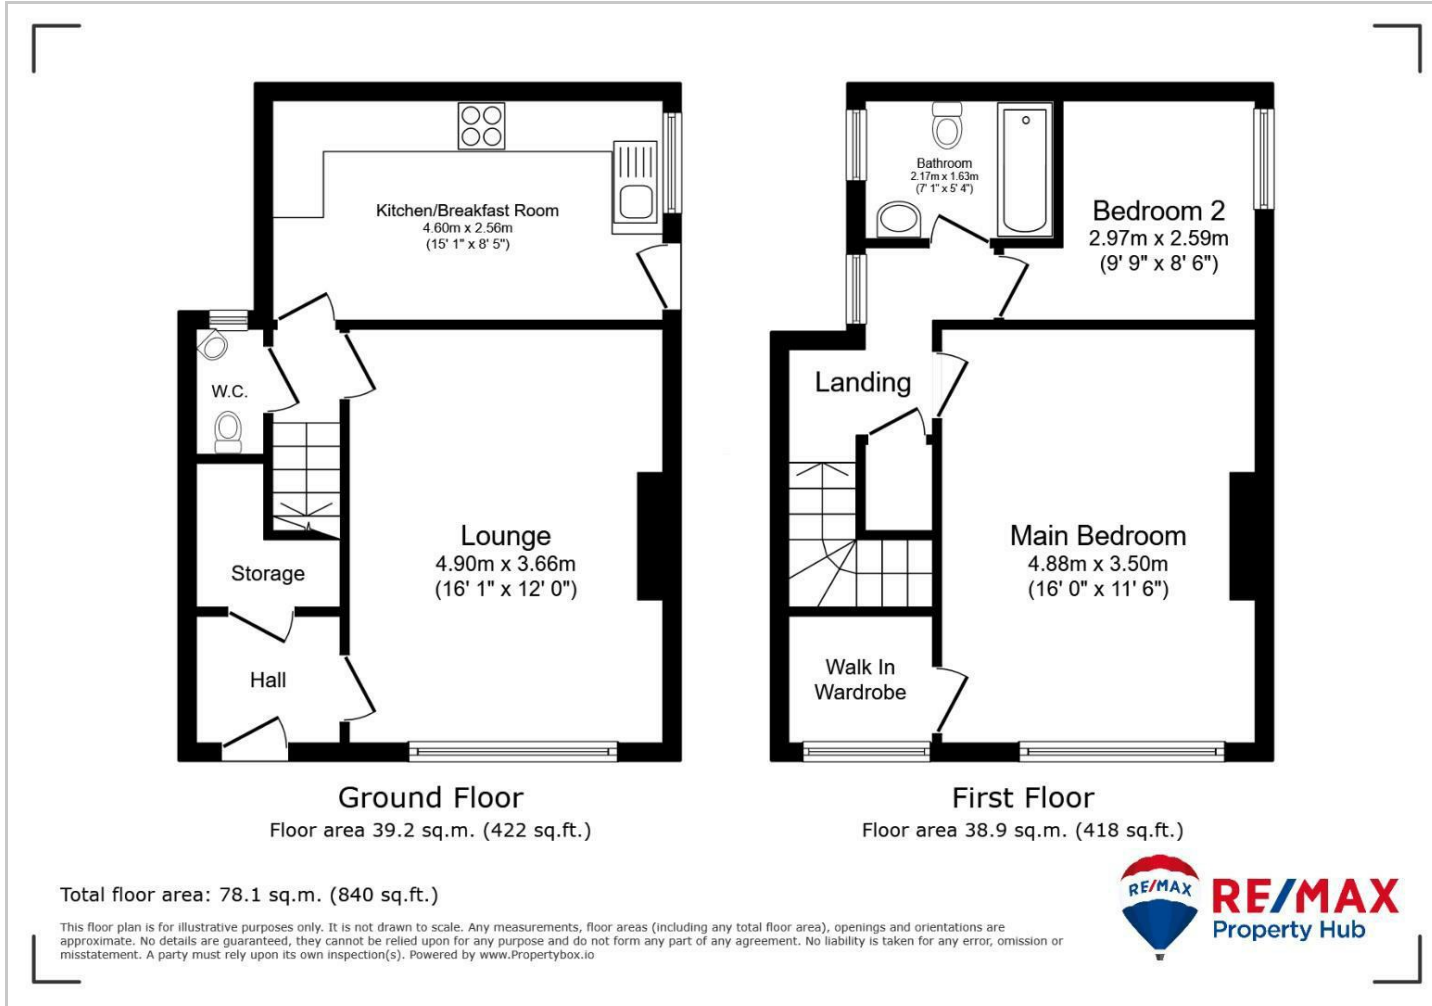 Kitchen/Breakfast Room
4.60m x 2.56m
(15' 1" x 8' 5")
W.C.
Lounge
4.90m x 3.66m
(16' 1" x 12' 0")
Storage
Hall
Ground Floor
Floor area 39.2 sq.m. (422 sq.ft.)
Bathroom
2.17m x 1.63m
(7' 1" x 5' 4")
Bedroom 2
2.97m x 2.59m
(9' 9" x 8' 6")
Landing
Main Bedroom
4.88m x 3.50m
(16' 0" x 11' 6")
Walk In
Wardrobe
First Floor
Floor area 38.9 sq.m. (418 sq.ft.)
Total floor area: 78.1 sq.m. (840 sq.ft.)
This floor plan is for illustrative purposes only. It is not drawn to scale. Any measurements, floor areas (including any total floor area), openings and orientations are
approximate. No details are guaranteed, they cannot be relied upon for any purpose and do not form any part of any agreement. No liability is taken for any error, omission or
misstatement. A party must rely upon its own inspection(s). Powered by www.Propertybox.io
RE/MAX
RE/MAX
Property Hub